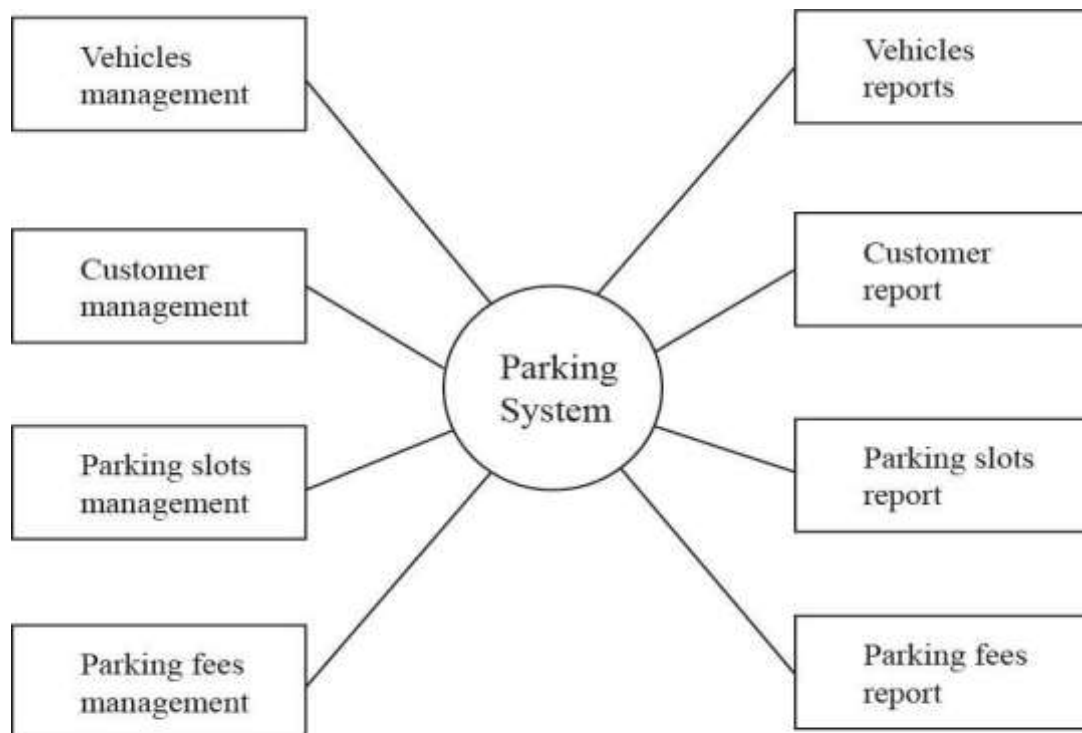 Vehicles
management
Customer
management
Parking slots
management
Parking fees
management
Parking
System
Vehicles
reports
Customer
report
Parking slots
report
Parking fees
report